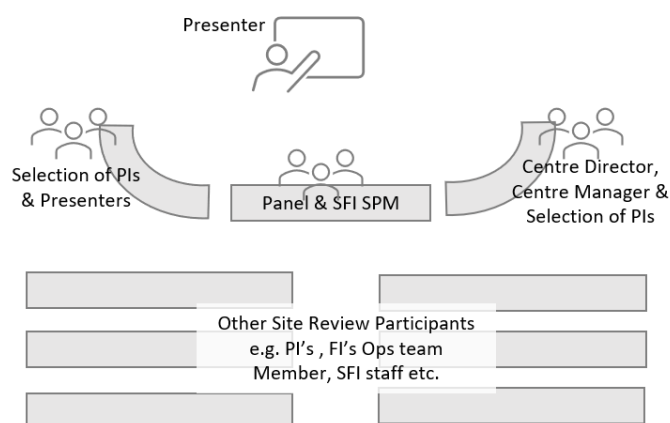 Presenter
Selection of PIs
& Presenters
Panel & SFI SPM
Centre Director,
Centre Manager &
Selection of PIs
Other Site Review Participants
e.g. PI's , FI's Ops team
Member, SFI staff etc.